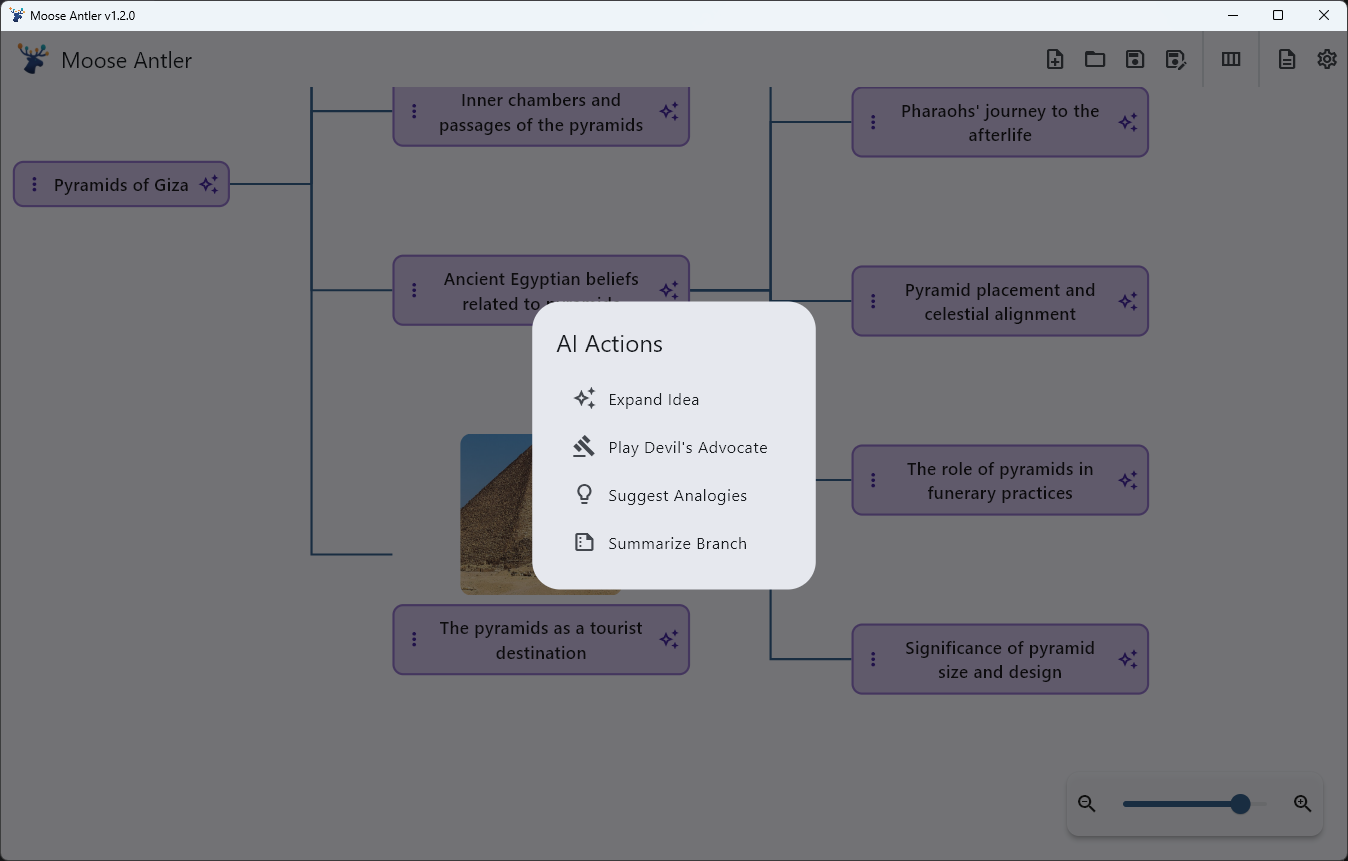 Moose Antler v1.2.0
Moose Antler
Inner chambers and
passages of the pyramids
Pharaohs' journey to the
afterlife
Pyramids of Giza
Ancient Egyptian beliefs
related to pyramids
Pyramid placement and
celestial alignment
AI Actions
Expand Idea
Play Devil's Advocate
Suggest Analogies
Summarize Branch
The role of pyramids in
funerary practices
The pyramids as a tourist
destination
Significance of pyramid
size and design